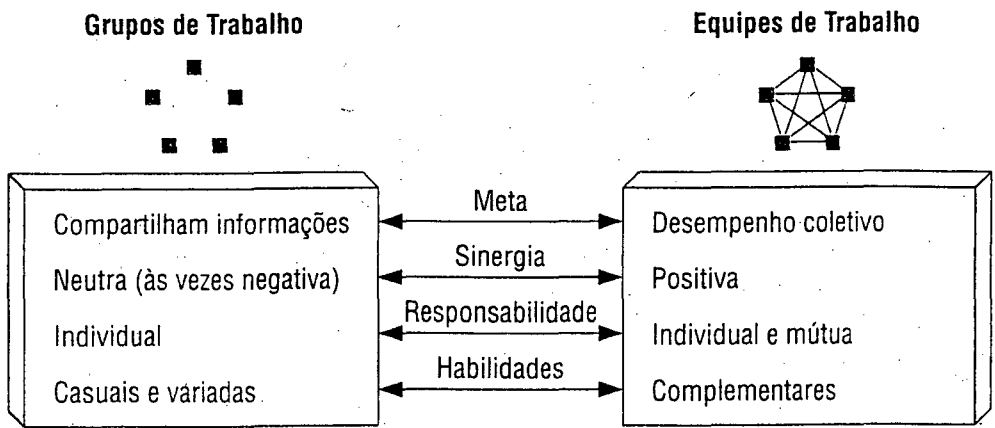 Grupos de Trabalho
Equipes de Trabalho
Compartilham informações
Meta
Desempenho coletivo
Neutra (às vezes negativa)
Sinergia
Positiva
Individual
Responsabilidade
Individual e mútua
Casuais e variadas
Habilidades
Complementares